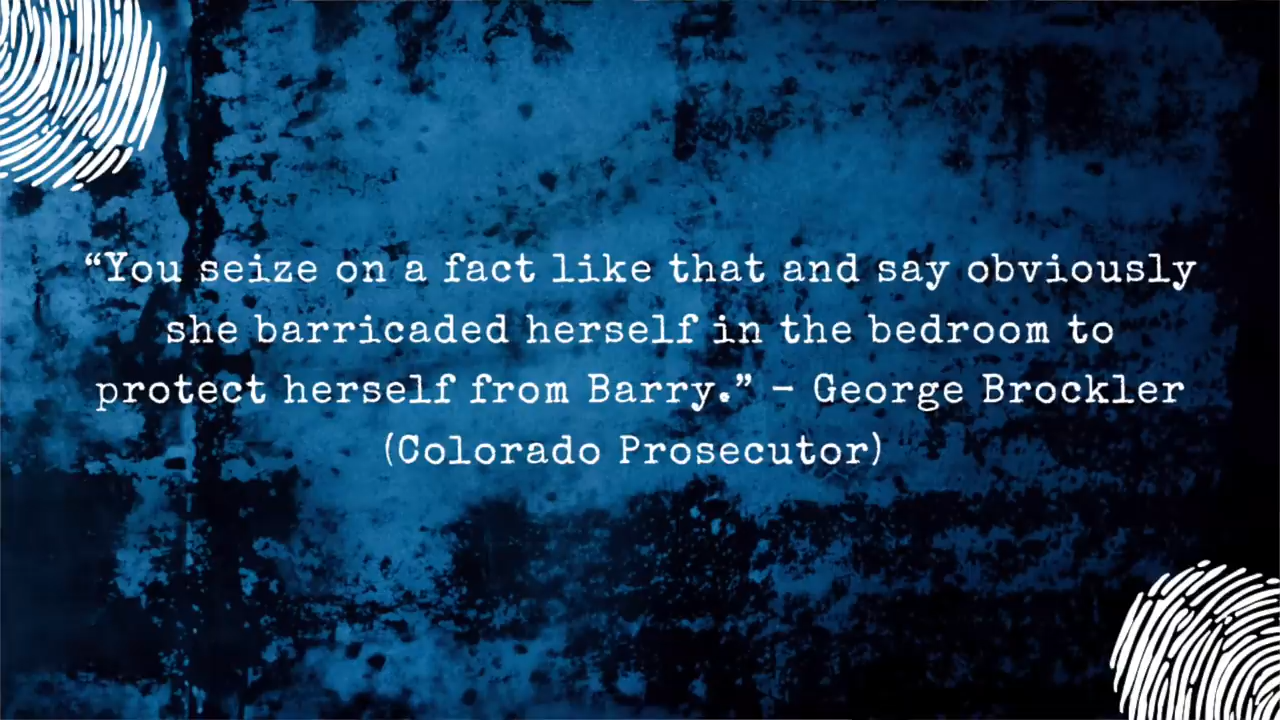 “You seize on a fact like that and say obviously
she barricaded herself in the bedroom to
protect herself from Barry.” – George Brockler
(Colorado Prosecutor)